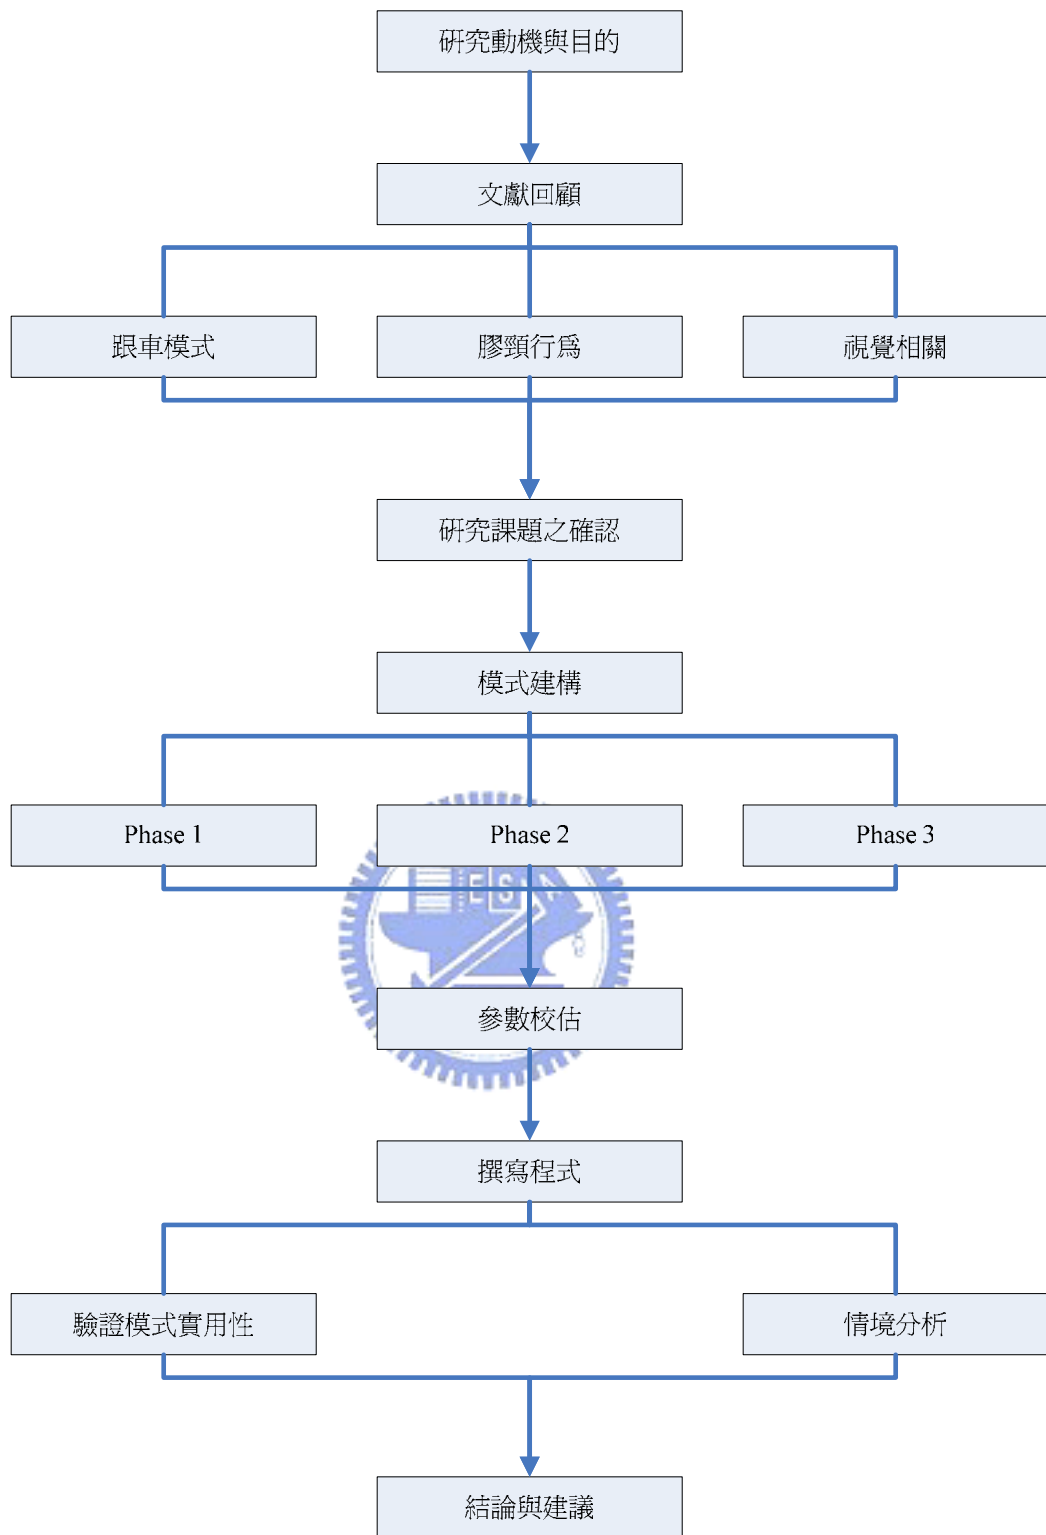 研究動機與目的
文獻回顧
跟車模式
膠頸行為
視覺相關
研究課題之確認
模式建構
Phase 1
Phase 2
Phase 3
ES
參數校估
撰寫程式
驗證模式實用性
情境分析
結論與建議